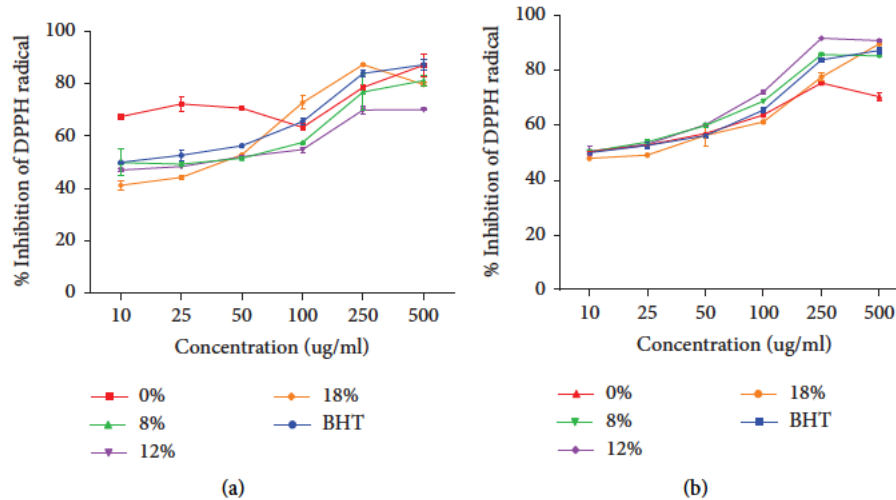 100
80
60
40
20
0
% Inhibition of DPPH radical
10 25 50 100 250 500
Concentration (ug/ml)
0%
8%
12%
18%
BHT
(a)
100
80
60
40
20
0
% Inhibition of DPPH radical
10 25 50 100 250 500
Concentration (ug/ml)
0%
8%
12%
18%
BHT
(b)